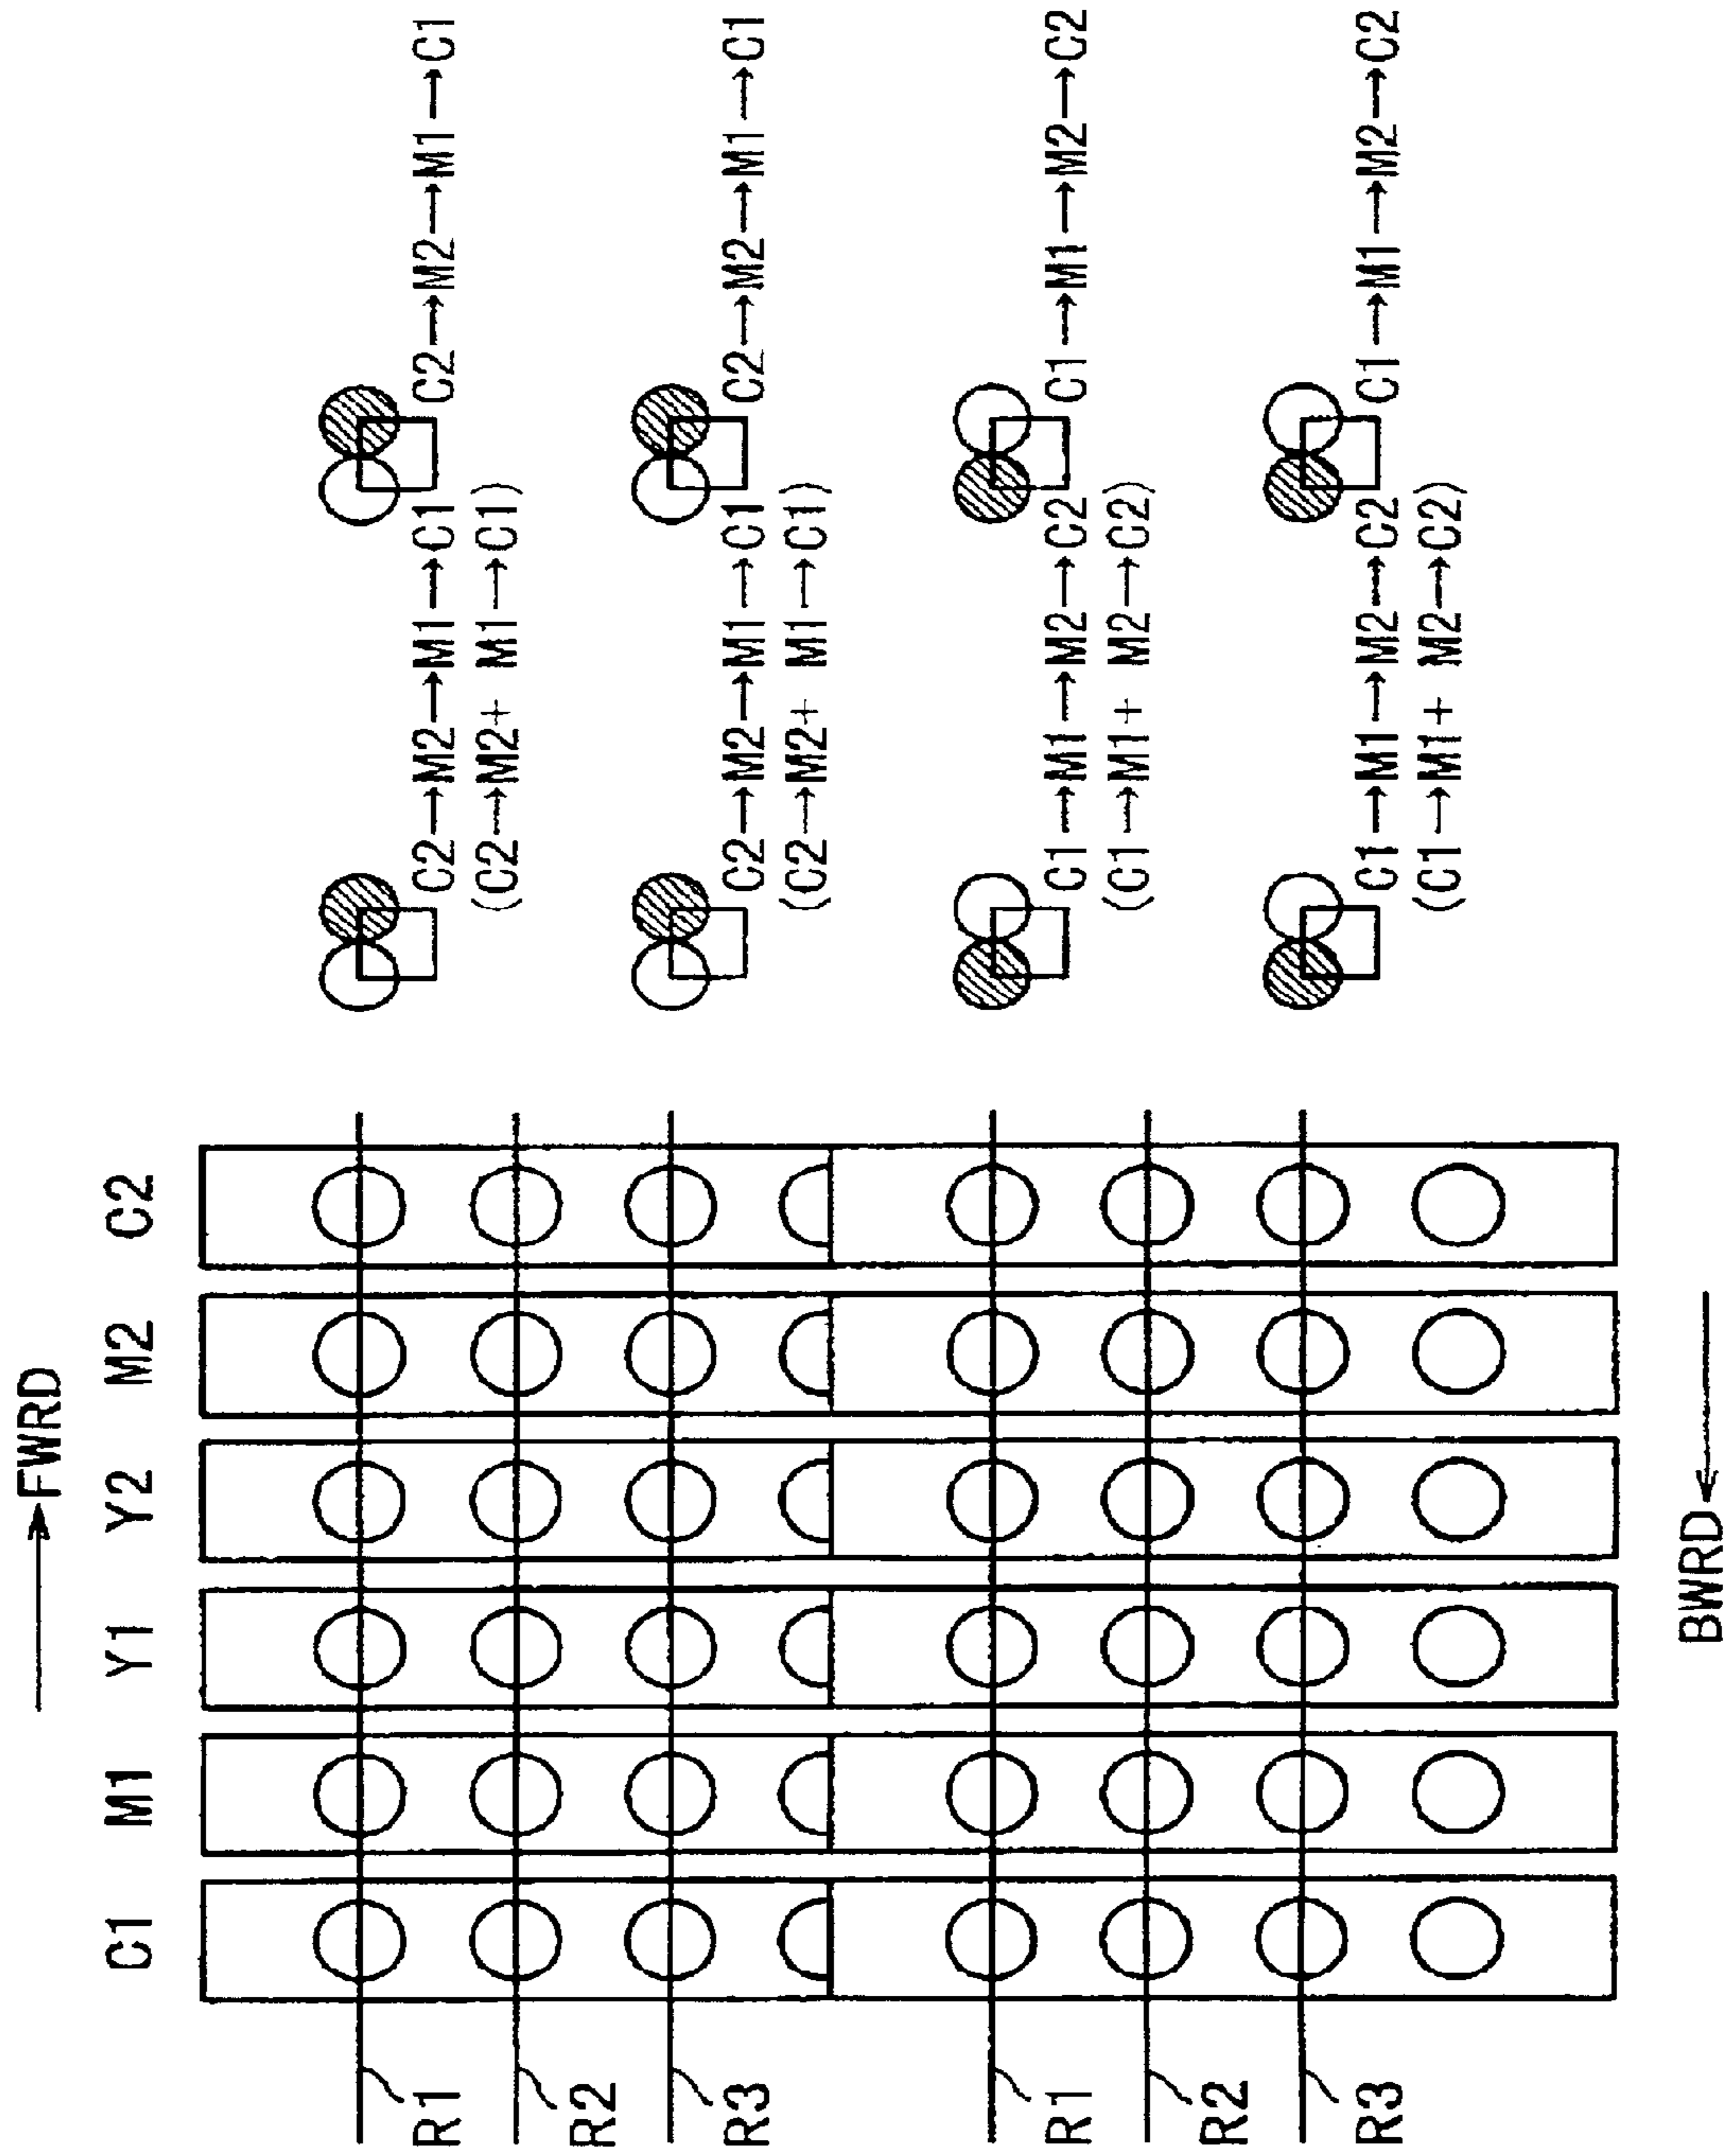 →FWRD
C1 M1 Y1 Y2 M2 C2
R1 C2→M2→M1→C1 C2→M2→M1→C1
(C2→M2+ M1→C1)
R2
R3 C2→M2→M1→C1 C2→M2→M1→C1
(C2→M2+ M1→C1)
R1 C1→M1→M2→C2 C1→M1→M2→C2
(C1→M1+ M2→C2)
R2
R3 C1→M1→M2→C2 C1→M1→M2→C2
(C1→M1+ M2→C2)
BWRD←